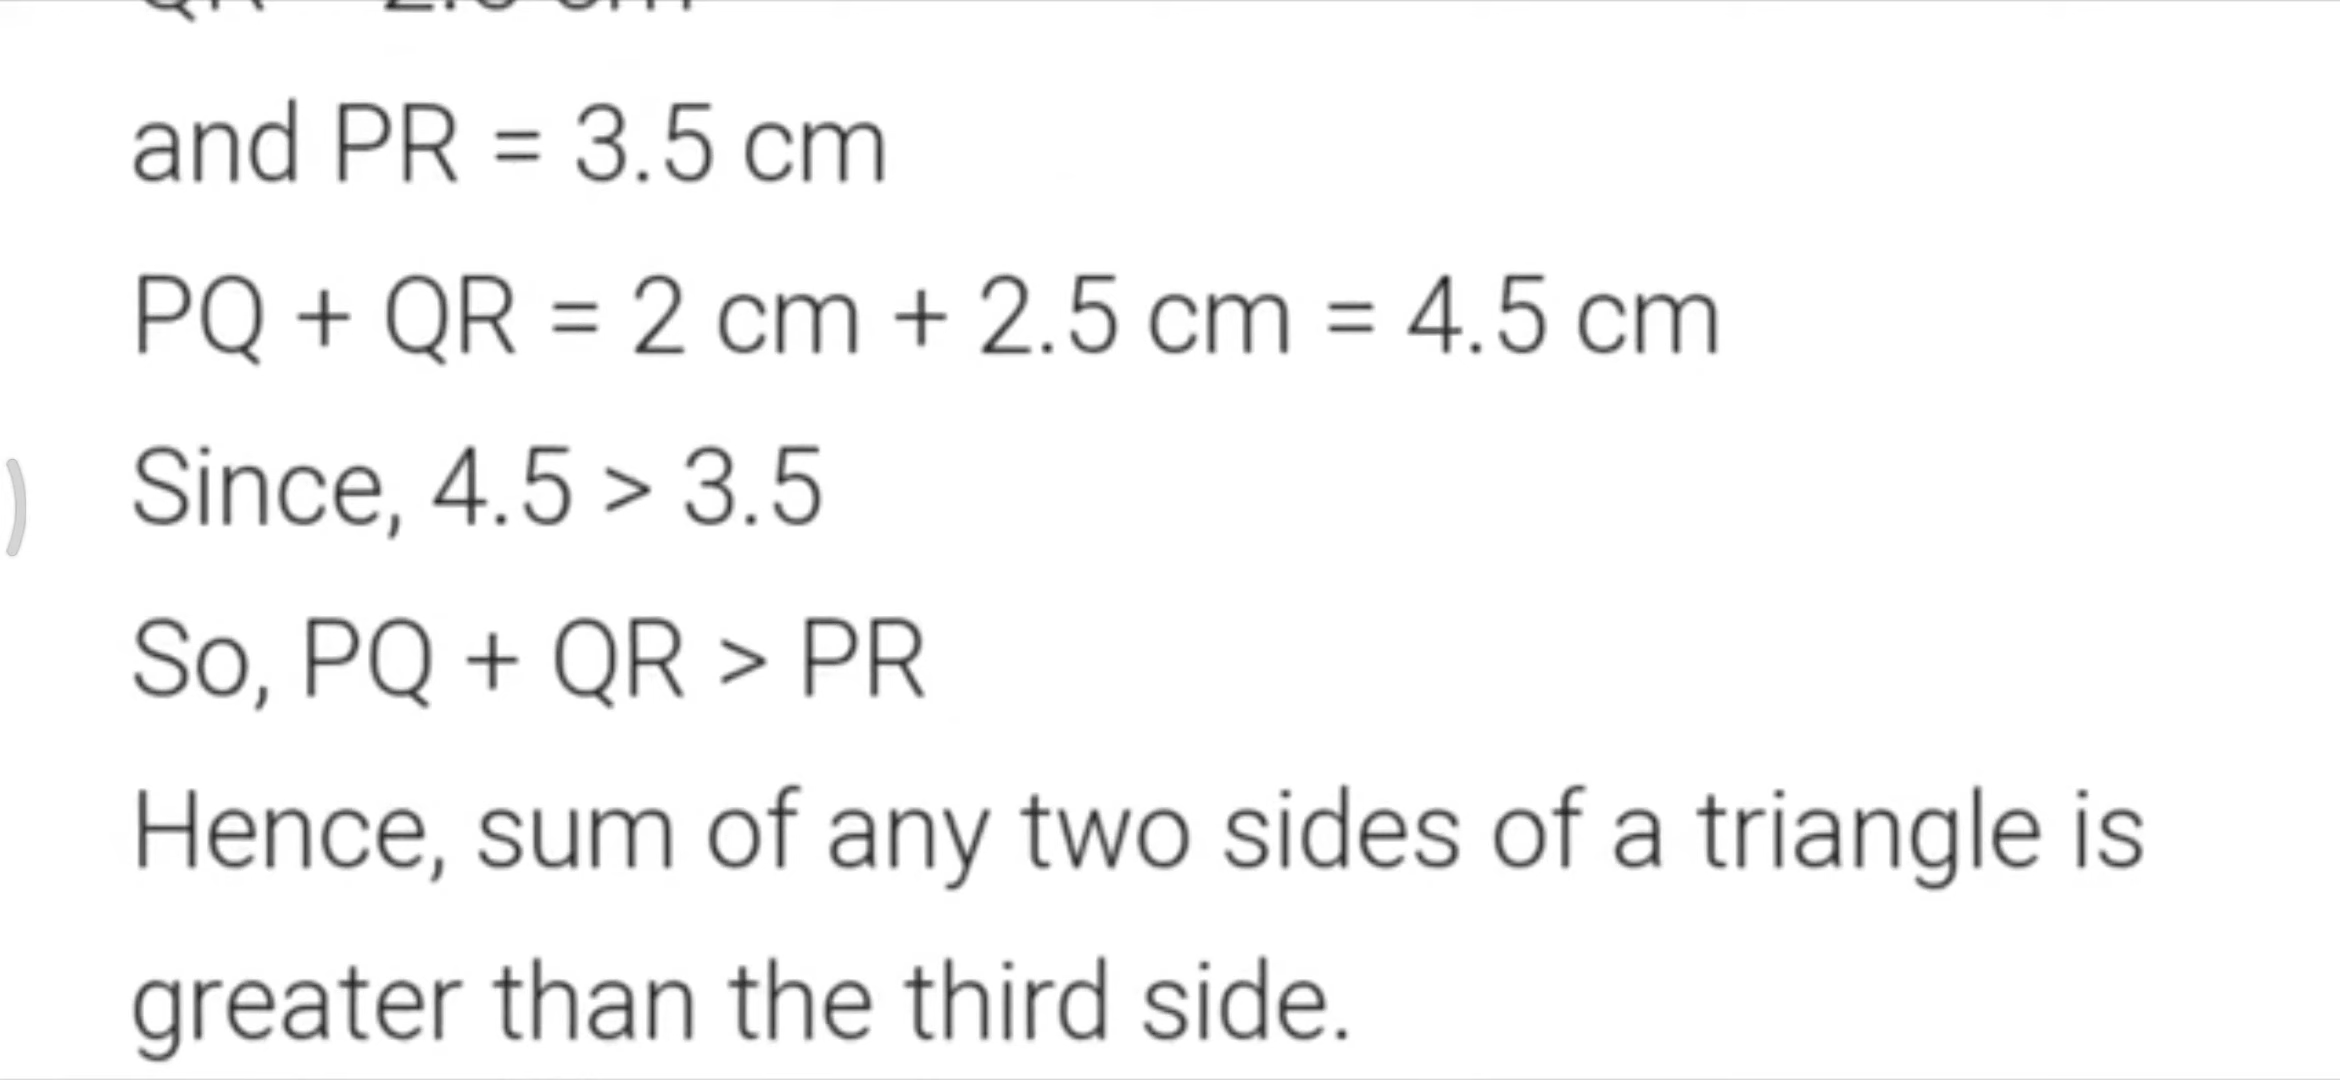 and PR = 3.5 cm
PQ + QR = 2 cm + 2.5 cm = 4.5 cm
Since, 4.5 > 3.5
So, PQ + QR > PR
Hence, sum of any two sides of a triangle is
greater than the third side.